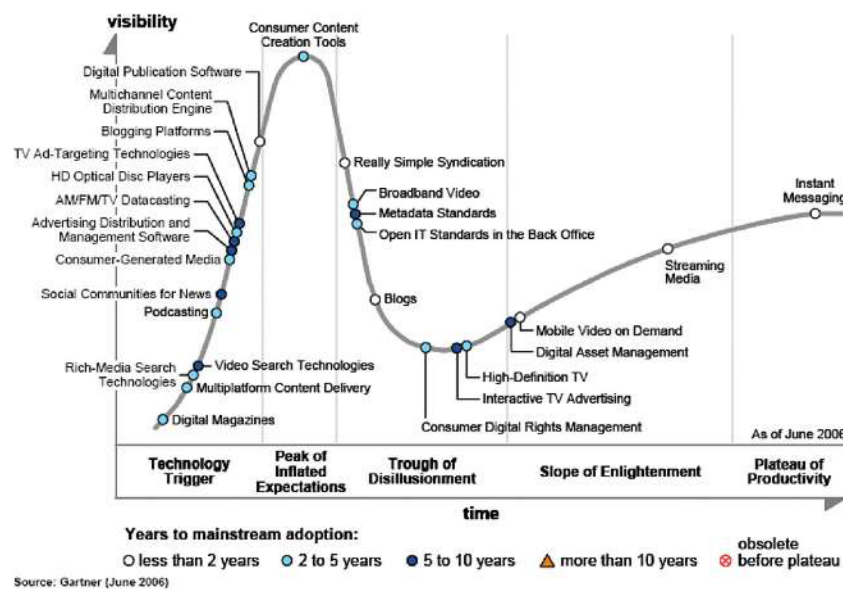 visibility
Consumer Content
Creation Tools
Digital Publication Software
Multichannel Content
Distribution Engine
Blogging Platforms
TV Ad-Targeting Technologies
HD Optical Disc Players
AM/FM/TV Datacasting
Advertising Distribution and
Management Software
Consumer-Generated Media
Social Communities for News
Podcasting
Rich-Media Search
Technologies
Video Search Technologies
Multiplatform Content Delivery
Digital Magazines
Really Simple Syndication
Broadband Video
Metadata Standards
Open IT Standards in the Back Office
Blogs
Consumer Digital Rights Management
Interactive TV Advertising
High-Definition TV
Digital Asset Management
Mobile Video on Demand
Streaming
Media
Instant
Messaging
As of June 2006
Technology
Trigger
Peak of
Inflated
Expectations
Trough of
Disillusionment
Slope of Enlightenment
Plateau of
Productivity
time
Years to mainstream adoption:
less than 2 years
2 to 5 years
5 to 10 years
more than 10 years
obsolete
before plateau
Source: Gartner (June 2006)